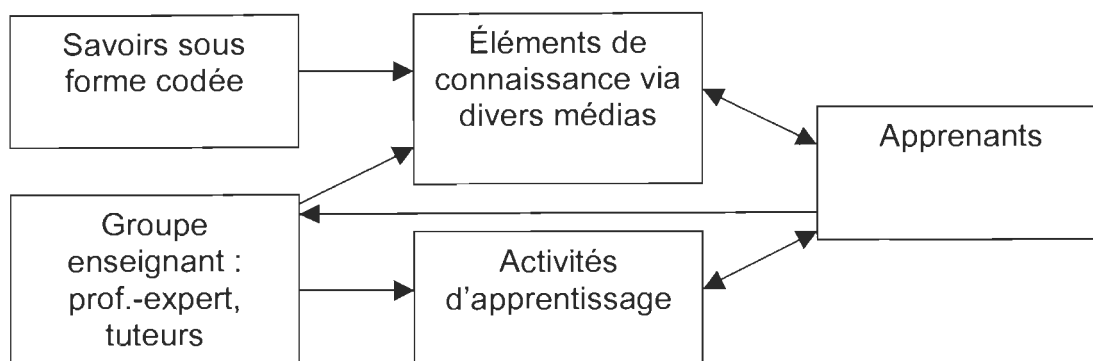 Savoirs sous
forme codée
Éléments de
connaissance via
divers médias
Apprenants
Groupe
enseignant :
prof.-expert,
tuteurs
Activités
d'apprentissage